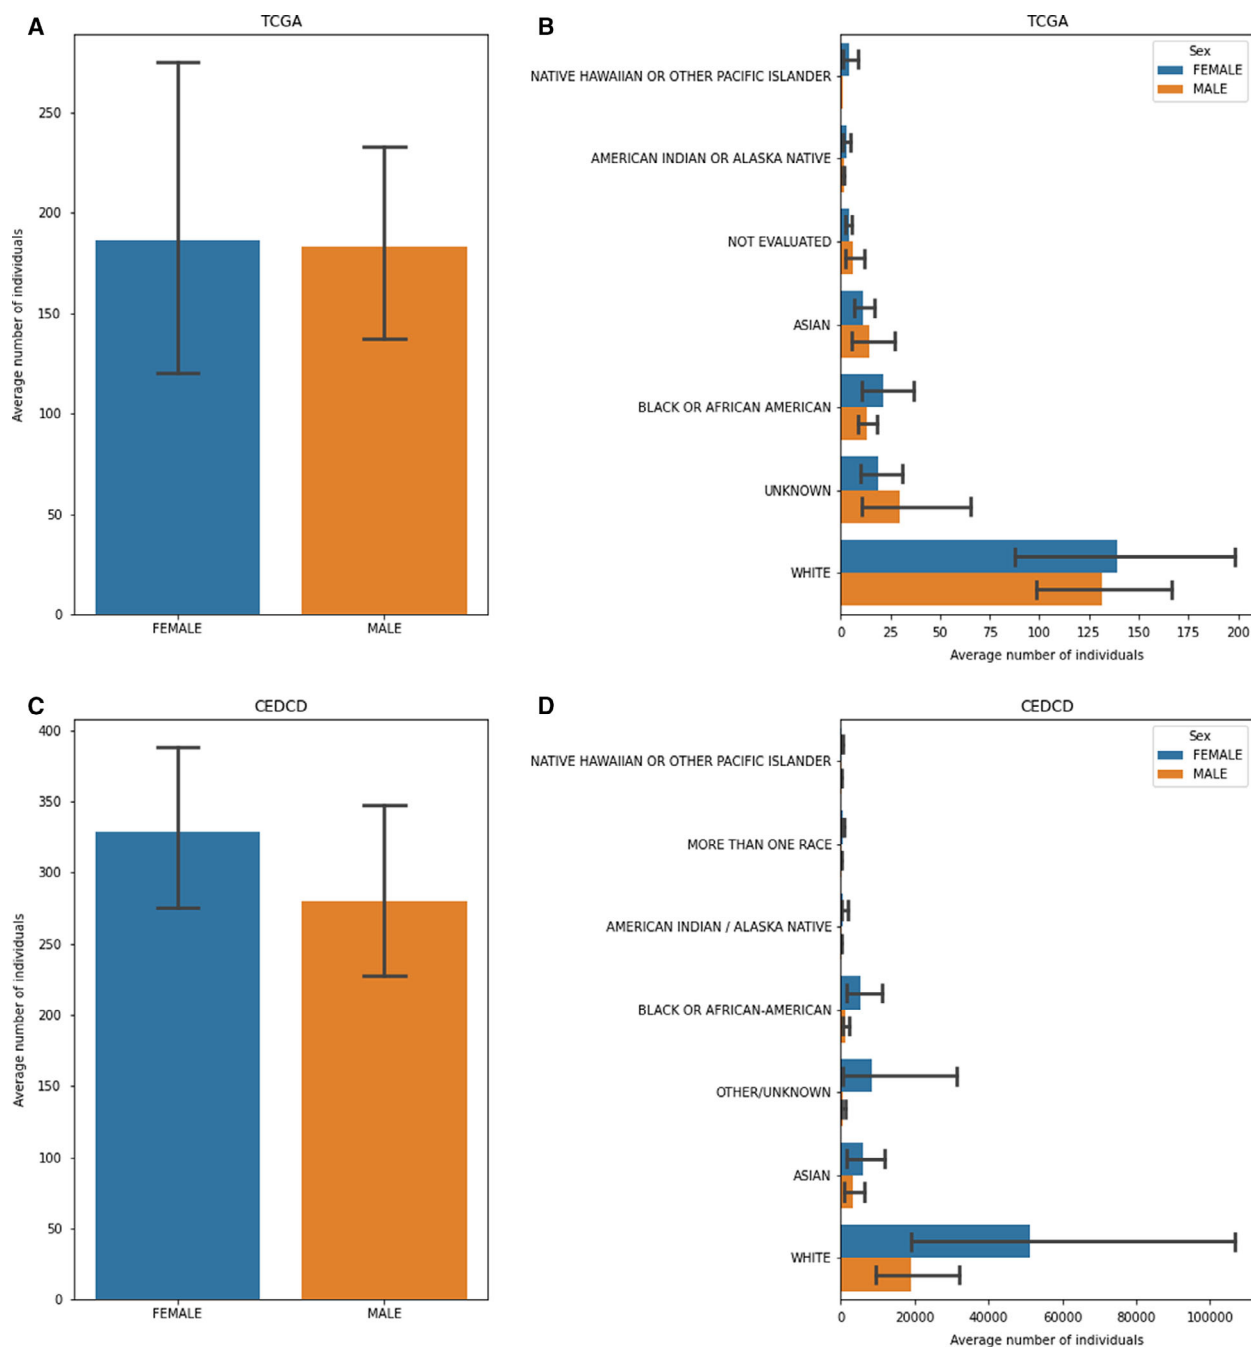 A
TCGA
Average number of individuals
250
200
150
100
50
0
FEMALE
MALE
B
TCGA
NATIVE HAWAIIAN OR OTHER PACIFIC ISLANDER
AMERICAN INDIAN OR ALASKA NATIVE
NOT EVALUATED
ASIAN
BLACK OR AFRICAN AMERICAN
UNKNOWN
WHITE
Sex
FEMALE
MALE
0 25 50 75 100 125 150 175 200
Average number of individuals
C
CEDCD
Average number of individuals
400
350
300
250
200
150
100
50
0
FEMALE
MALE
D
CEDCD
NATIVE HAWAIIAN OR OTHER PACIFIC ISLANDER
MORE THAN ONE RACE
AMERICAN INDIAN / ALASKA NATIVE
BLACK OR AFRICAN-AMERICAN
OTHER/UNKNOWN
ASIAN
WHITE
Sex
FEMALE
MALE
0 20000 40000 60000 80000 100000
Average number of individuals